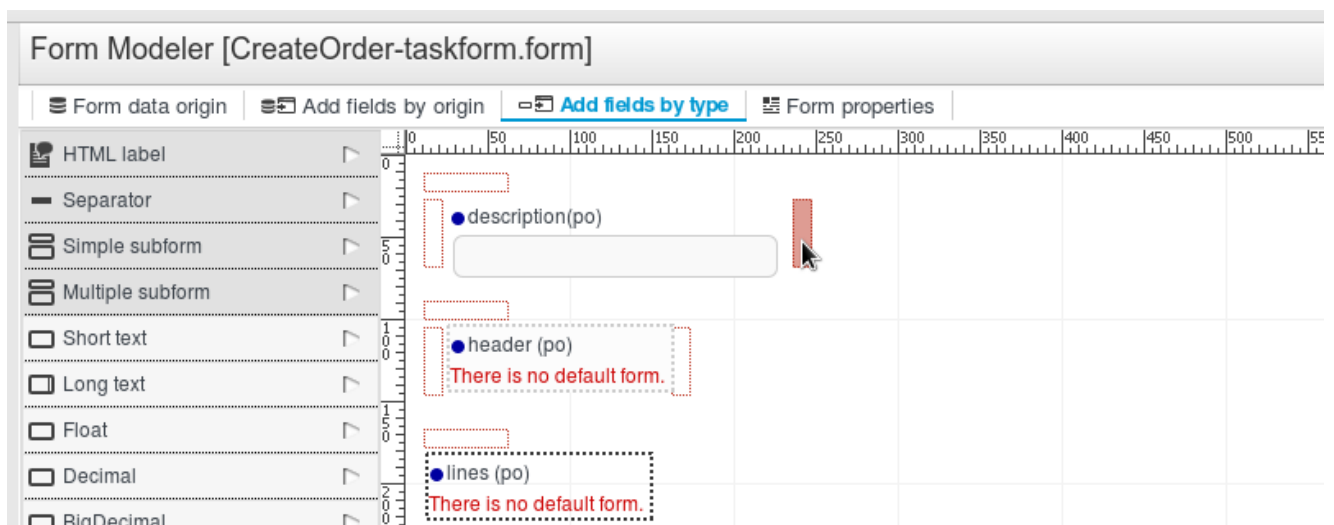 Form Modeler [CreateOrder-taskform.form]
Form data origin Add fields by origin Add fields by type Form properties
0 50 100 150 200 250 300 350 400 450 500 55
0
50
100
150
20
HTML label
Separator
Simple subform
Multiple subform
Short text
Long text
Float
Decimal
BigDecimal
description(po)
header (po)
There is no default form.
lines (po)
There is no default form.